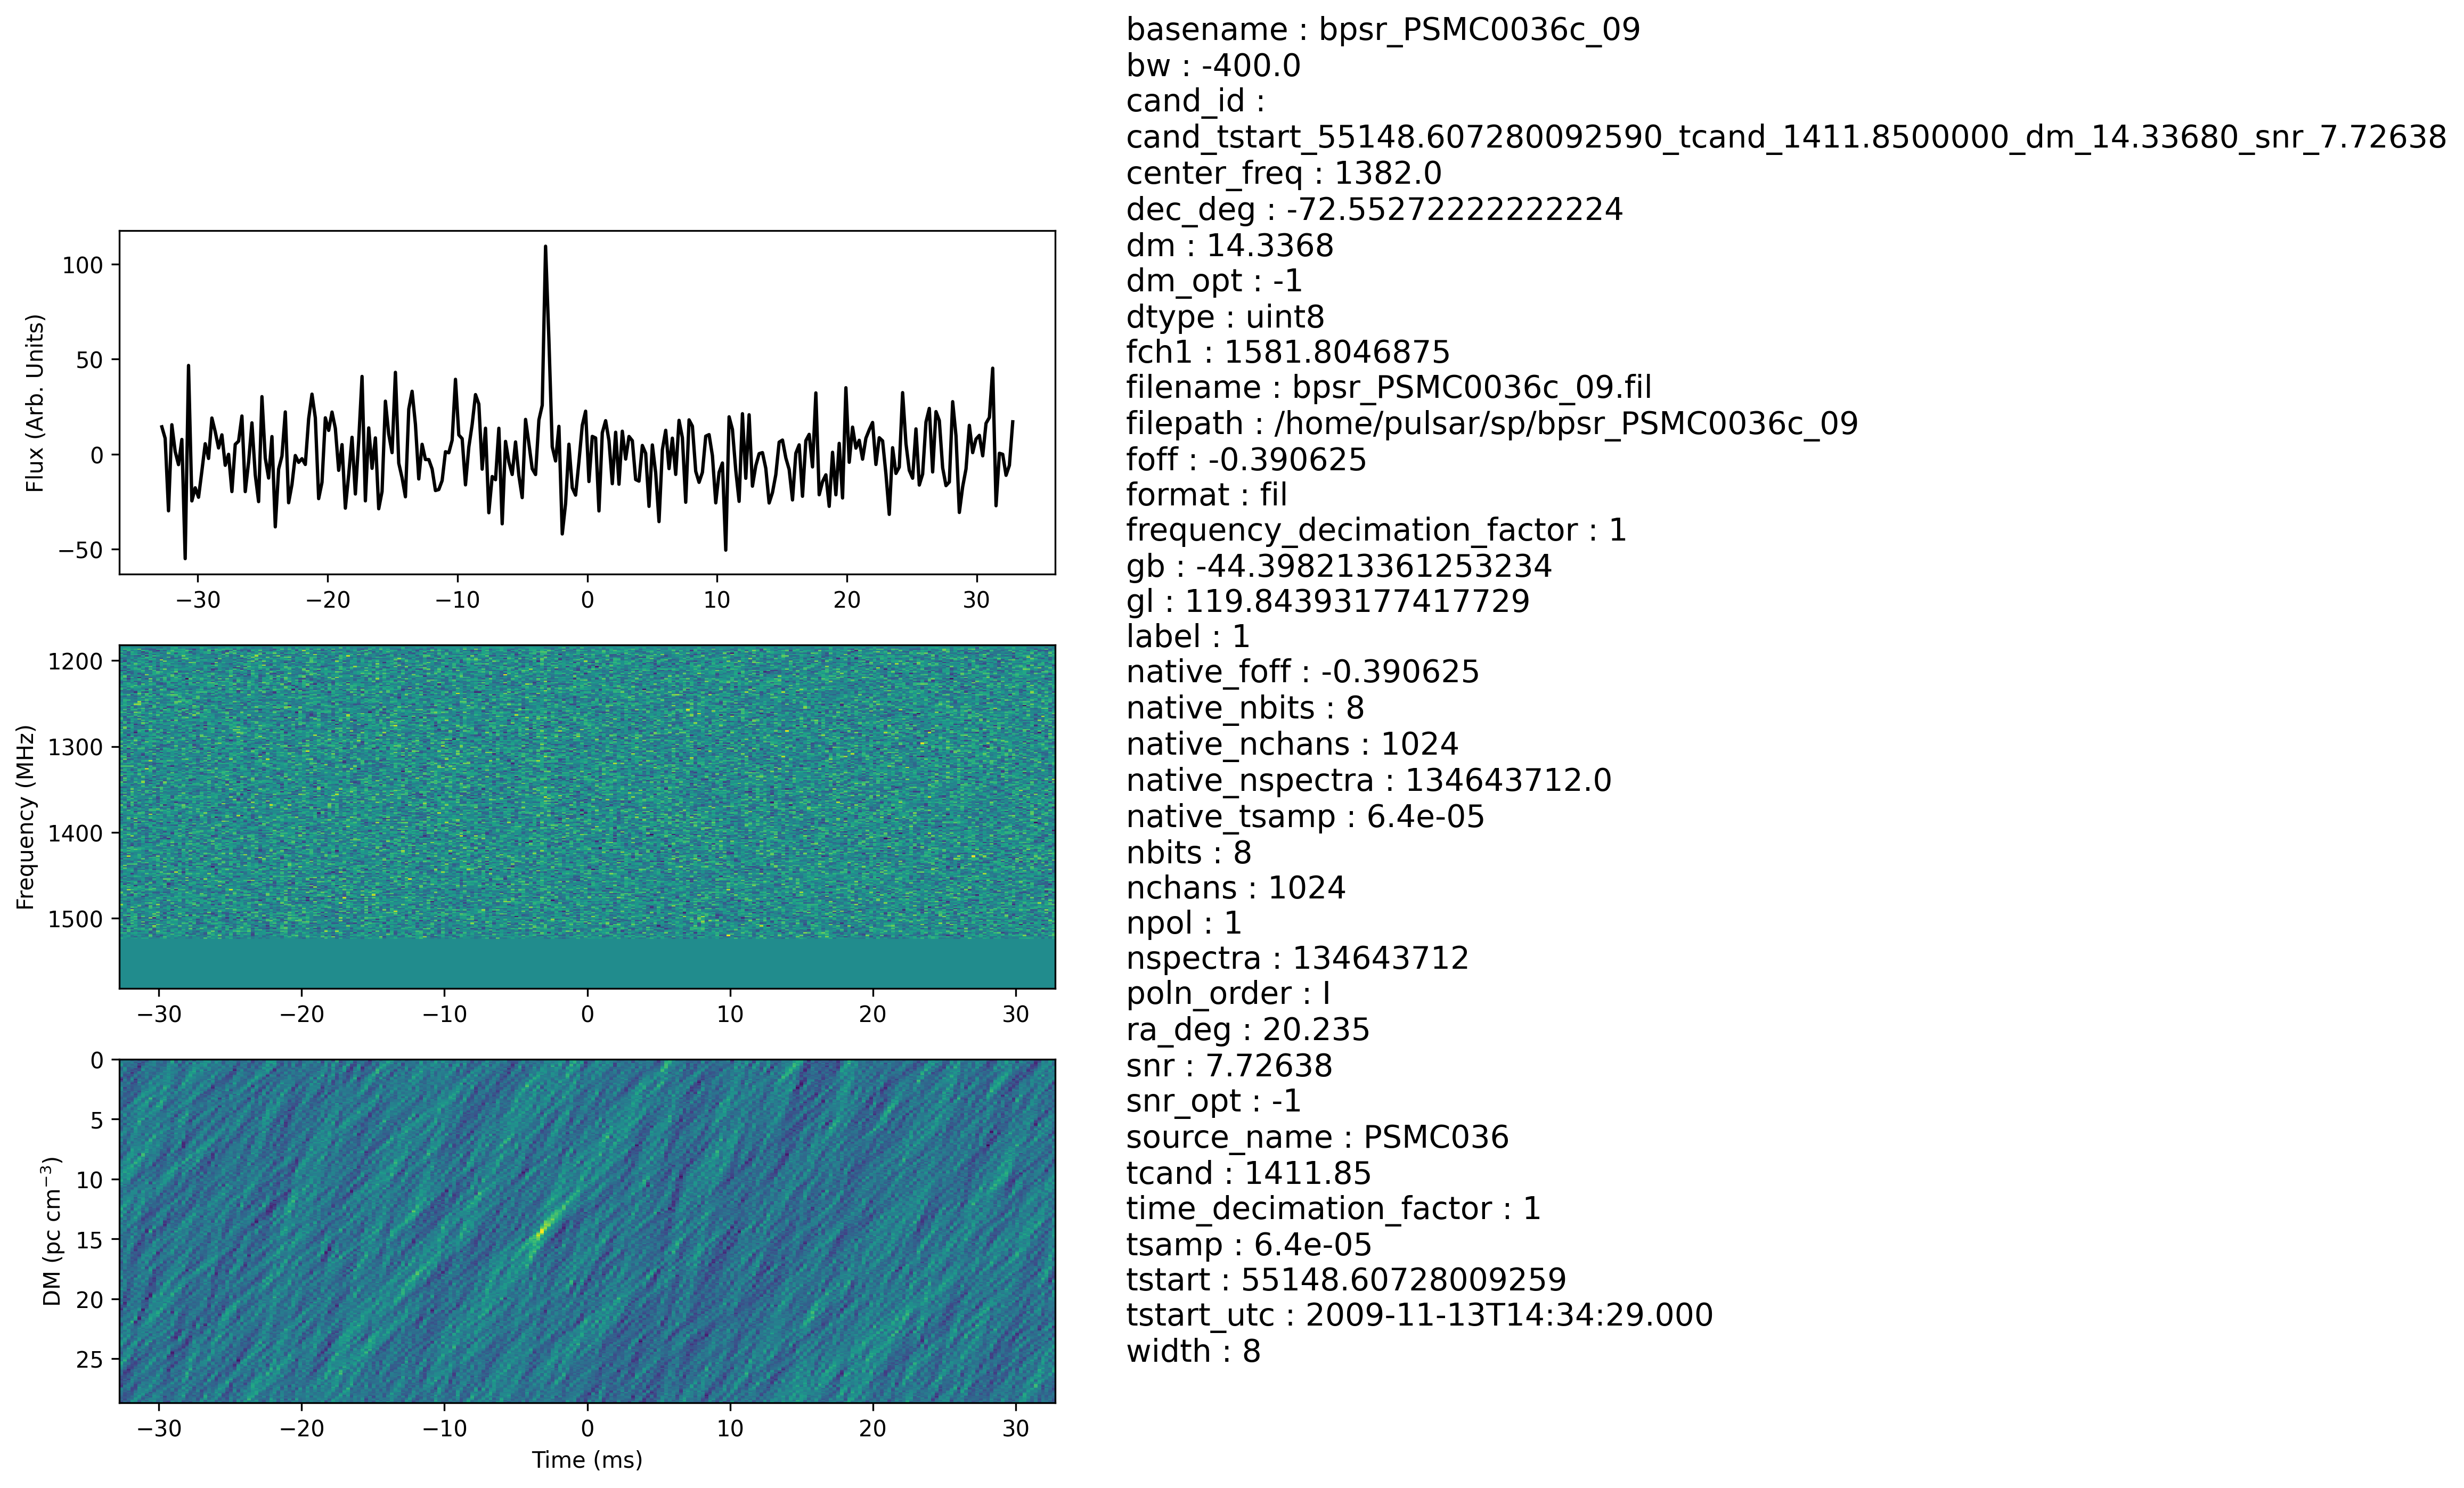 basename : bpsr_PSMC0036c_09
bw : -400.0
cand_id :
cand_tstart_55148.607280092590_tcand_1411.8500000_dm_14.33680_snr_7.72638
center_freq : 1382.0
dec_deg : -72.55272222222224
dm : 14.3368
dm_opt : -1
dtype : uint8
fch1 : 1581.8046875
filename : bpsr_PSMC0036c_09.fil
filepath : /home/pulsar/sp/bpsr_PSMC0036c_09
foff : -0.390625
format : fil
frequency_decimation_factor : 1
gb : -44.398213361253234
gl : 119.84393177417729
label : 1
native_foff : -0.390625
native_nbits : 8
native_nchans : 1024
native_nspectra : 134643712.0
native_tsamp : 6.4e-05
nbits : 8
nchans : 1024
npol : 1
nspectra : 134643712
poln_order : I
ra_deg : 20.235
snr : 7.72638
snr_opt : -1
source_name : PSMC036
tcand : 1411.85
time_decimation_factor : 1
tsamp : 6.4e-05
tstart : 55148.60728009259
tstart_utc : 2009-11-13T14:34:29.000
width : 8
Flux (Arb. Units)
100
50
0
−50
−30 −20 −10 0 10 20 30
Frequency (MHz)
1200
1300
1400
1500
−30 −20 −10 0 10 20 30
DM (pc cm⁻³)
0
5
10
15
20
25
−30 −20 −10 0 10 20 30
Time (ms)